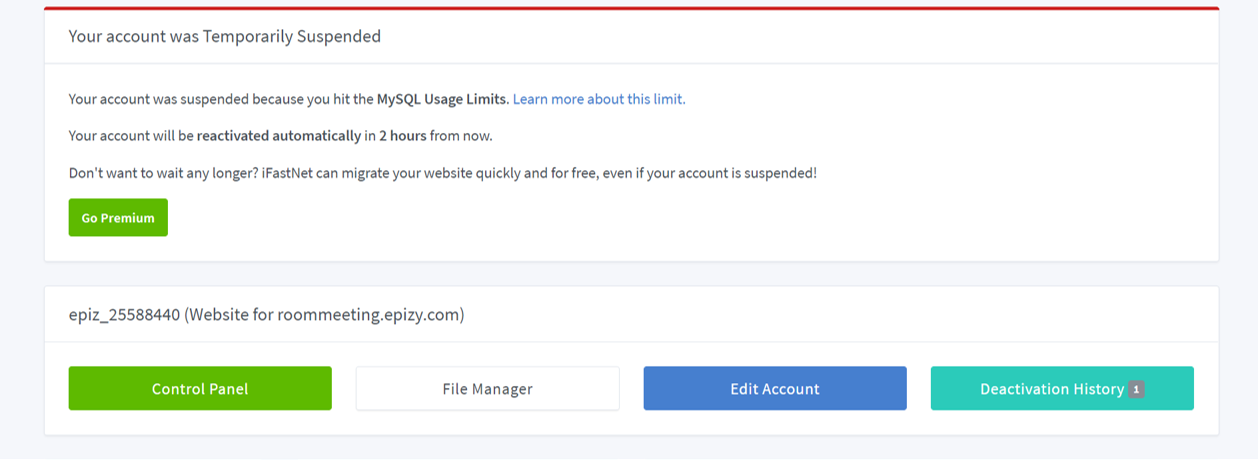 Your account was Temporarily Suspended
Your account was suspended because you hit the MySQL Usage Limits. Learn more about this limit.
Your account will be reactivated automatically in 2 hours from now.
Don't want to wait any longer? iFastNet can migrate your website quickly and for free, even if your account is suspended!
Go Premium
epiz_25588440 (Website for roommeeting.epizy.com)
Control Panel
File Manager
Edit Account
Deactivation History 1